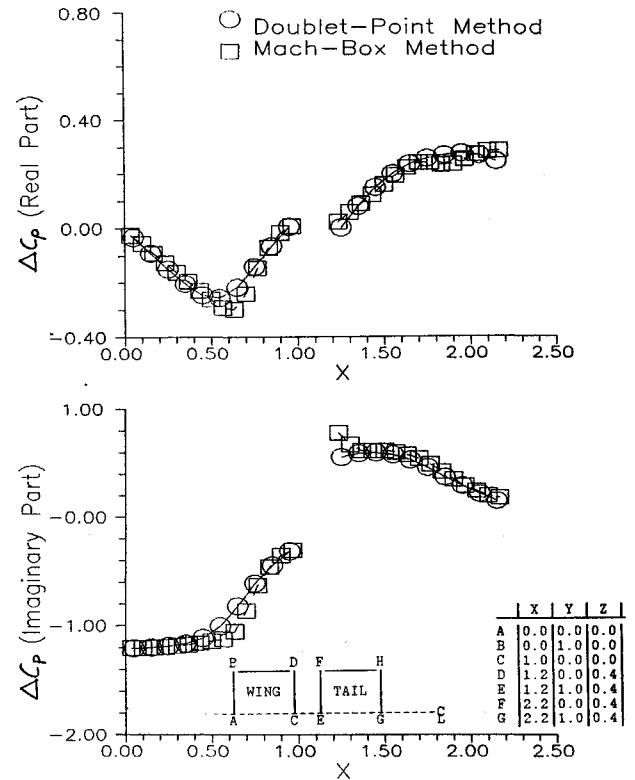 Doublet-Point Method
Mach-Box Method
0.80
0.40
0.00
-0.40
ΔCp (Real Part)
0.00 0.50 1.00 1.50 2.00 2.50
X
1.00
-0.00
-1.00
-2.00
ΔCp (Imaginary Part)
P D F H
WING TAIL
A C E G CL
X Y Z
A 0.0 0.0 0.0
B 0.0 1.0 0.0
C 1.0 0.0 0.0
D 1.2 0.0 0.4
E 1.2 1.0 0.4
F 2.2 0.0 0.4
G 2.2 1.0 0.4
0.00 0.50 1.00 1.50 2.00 2.50
X